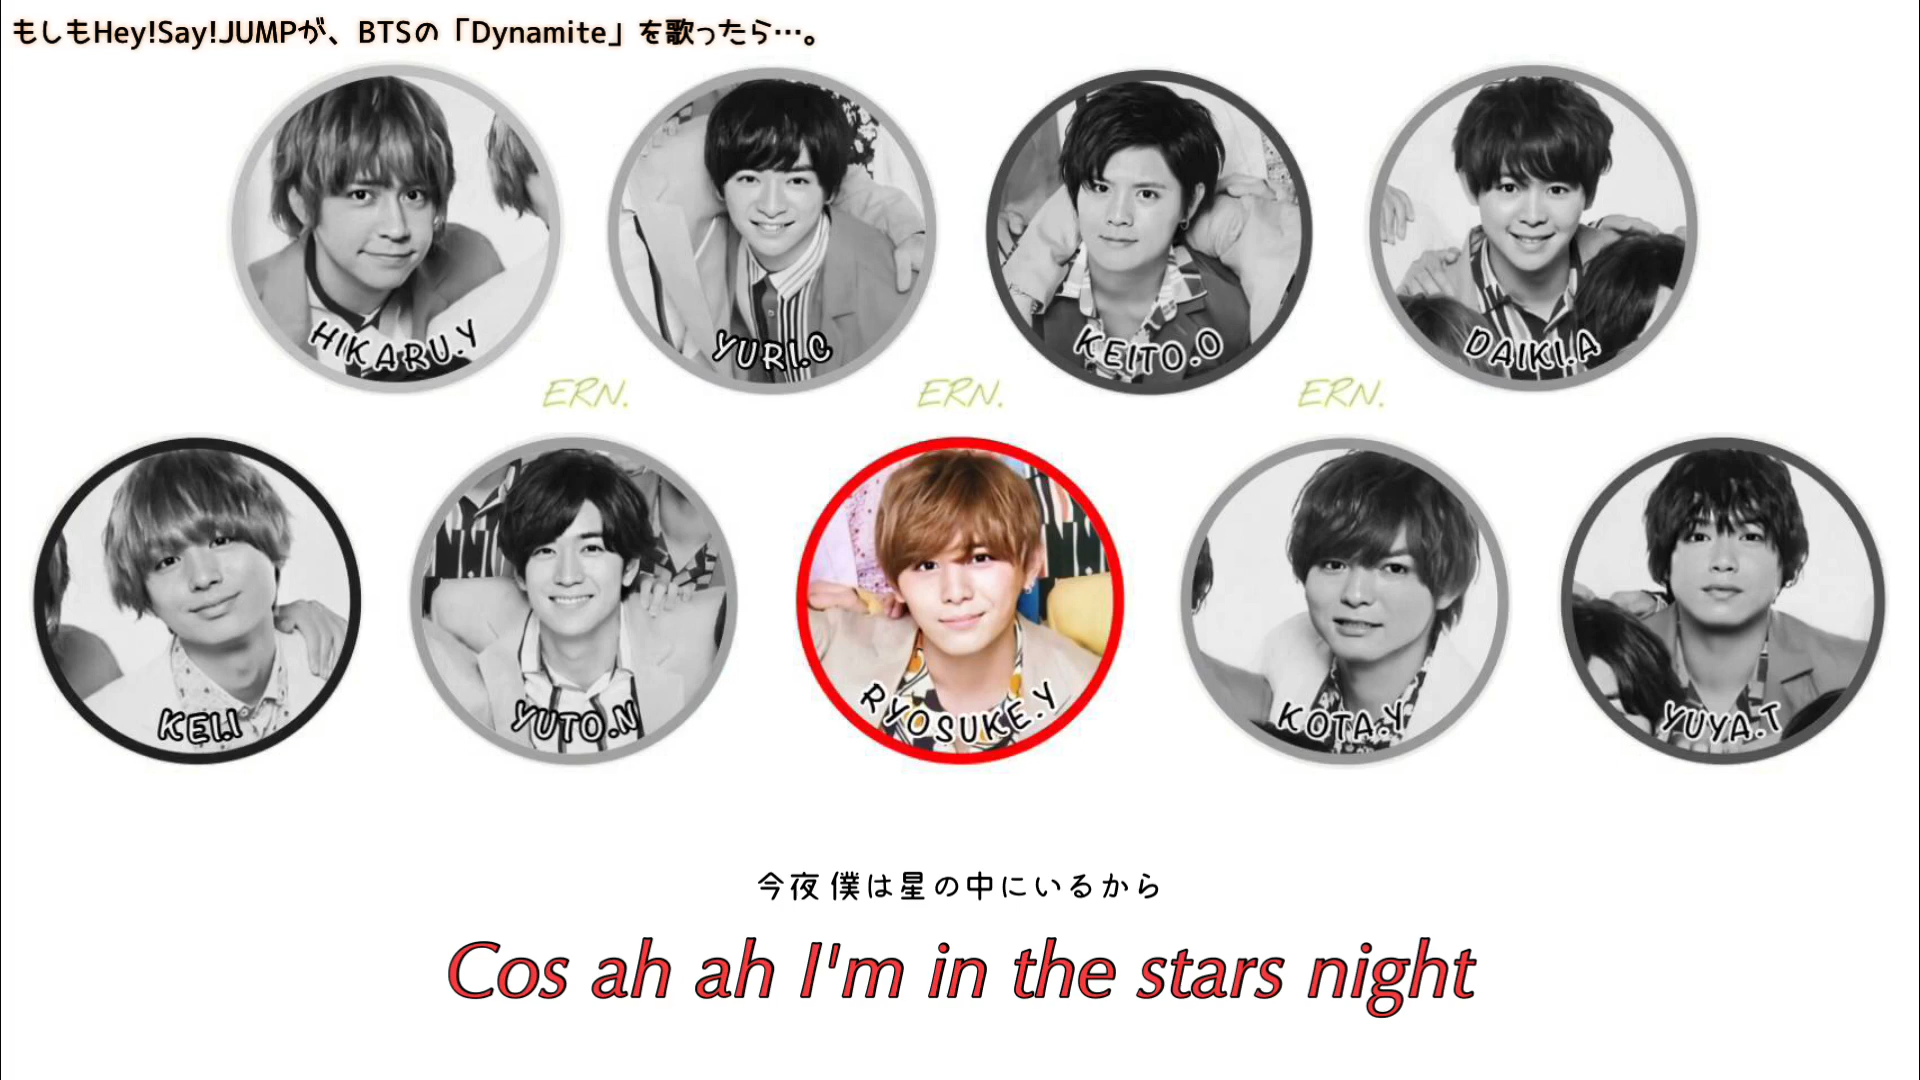 もしもHey!Say!JUMPが、BTSの「Dynamite」を歌ったら…。
HIKARU.Y
YURI.C
KEITO.O
DAIKI.A
ERN.
ERN.
ERN.
KEI.I
YUTO.N
RYOSUKE.Y
KOTA.Y
YUYA.T
今夜 僕は星の中にいるから
Cos ah ah I'm in the stars night